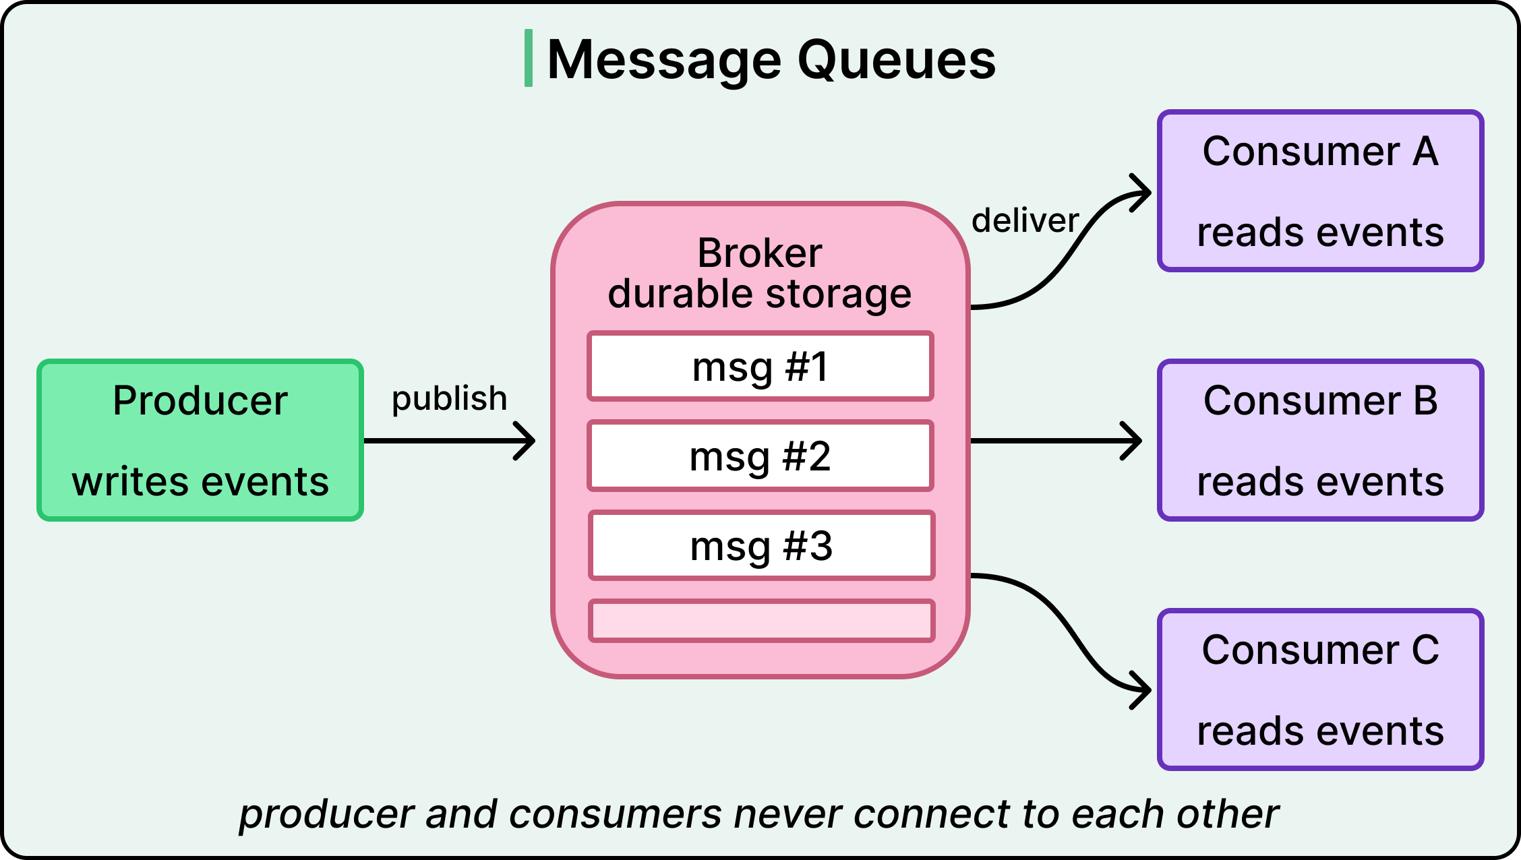 Message Queues
Producer
writes events
publish
Broker
durable storage
msg #1
msg #2
msg #3
deliver
Consumer A
reads events
Consumer B
reads events
Consumer C
reads events
producer and consumers never connect to each other